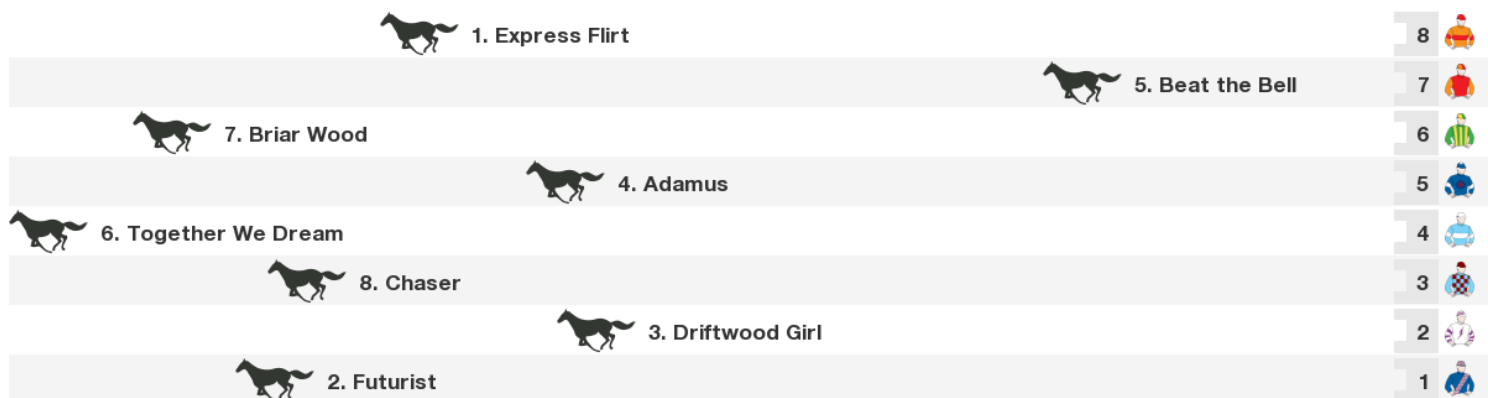 1. Express Flirt 8
5. Beat the Bell 7
7. Briar Wood 6
4. Adamus 5
6. Together We Dream 4
8. Chaser 3
3. Driftwood Girl 2
2. Futurist 1